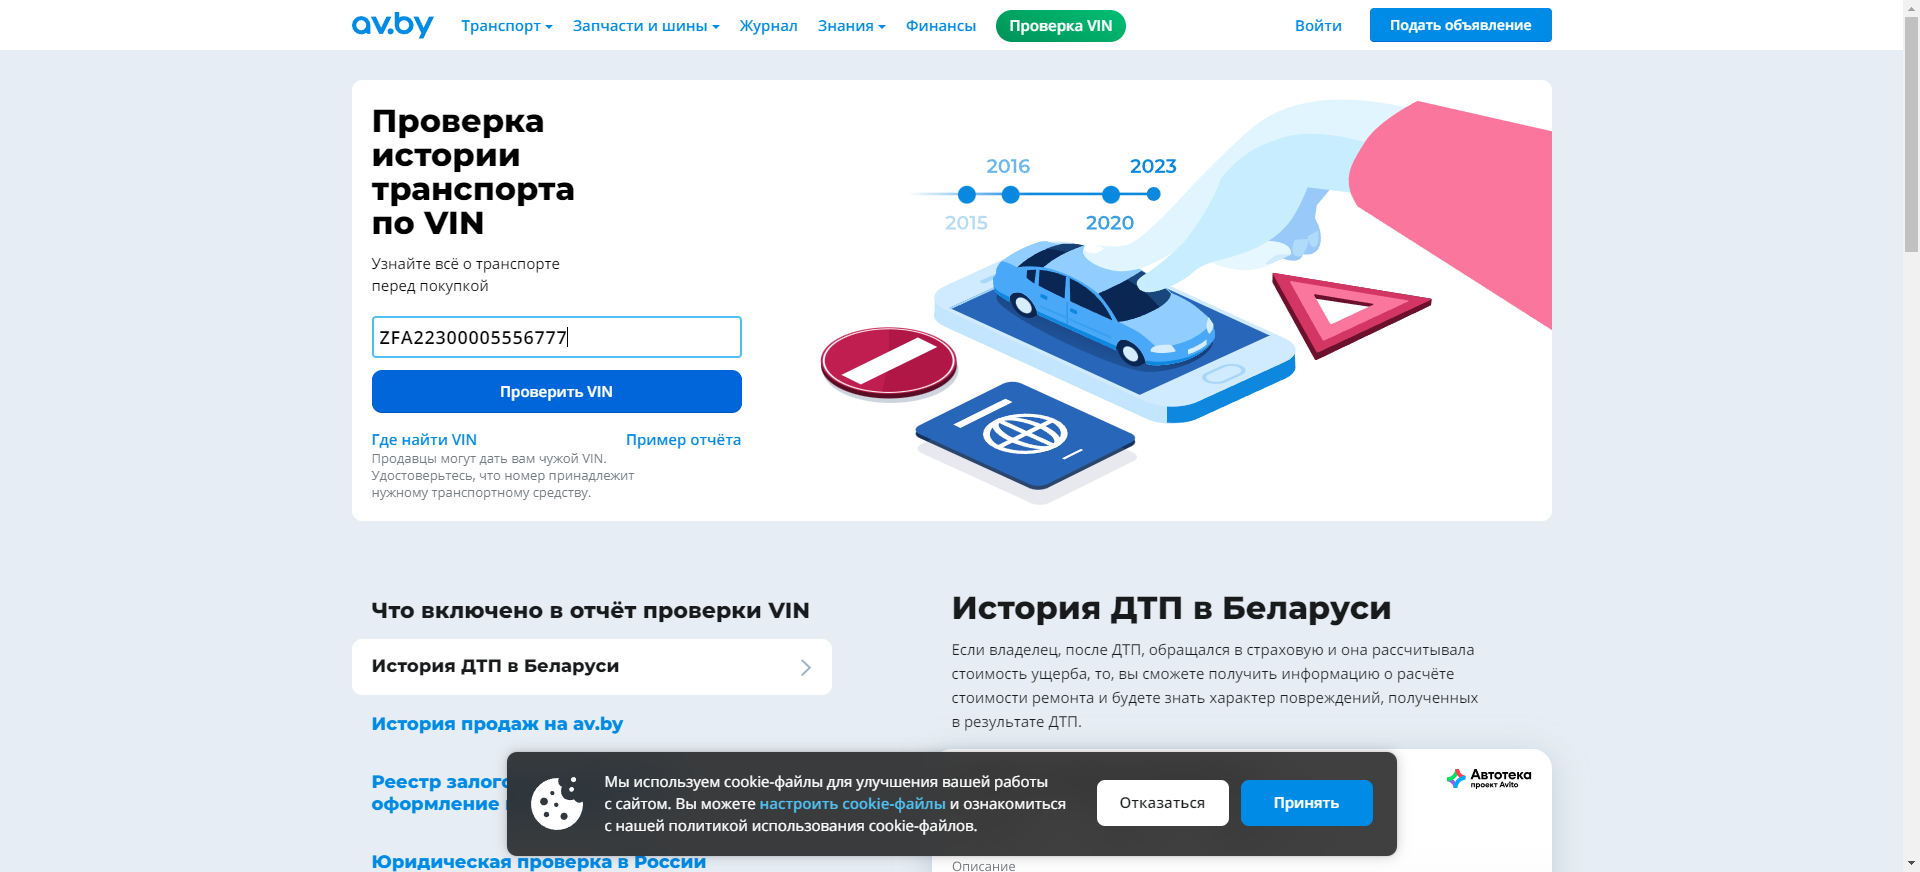 av.by Транспорт Запчасти и шины Журнал Знания Финансы Проверка VIN Войти Подать объявление
Проверка
истории
транспорта
по VIN
Узнайте всё о транспорте
перед покупкой
ZFA22300005556777
Проверить VIN
Где найти VIN Пример отчёта
Продавцы могут дать вам чужой VIN.
Удостоверьтесь, что номер принадлежит
нужному транспортному средству.
2016 2023
2015 2020
Что включено в отчёт проверки VIN
История ДТП в Беларуси
История продаж на av.by
Реестр
оформление
Юридическая проверка в России
История ДТП в Беларуси
Если владелец, после ДТП, обращался в страховую и она рассчитывала
стоимость ущерба, то, вы сможете получить информацию о расчёте
стоимости ремонта и будете знать характер повреждений, полученных
в результате ДТП.
Автотека
проект Avito
Описание
Мы используем cookie-файлы для улучшения вашей работы
с сайтом. Вы можете настроить cookie-файлы и ознакомиться
с нашей политикой использования cookie-файлов.
Отказаться Принять